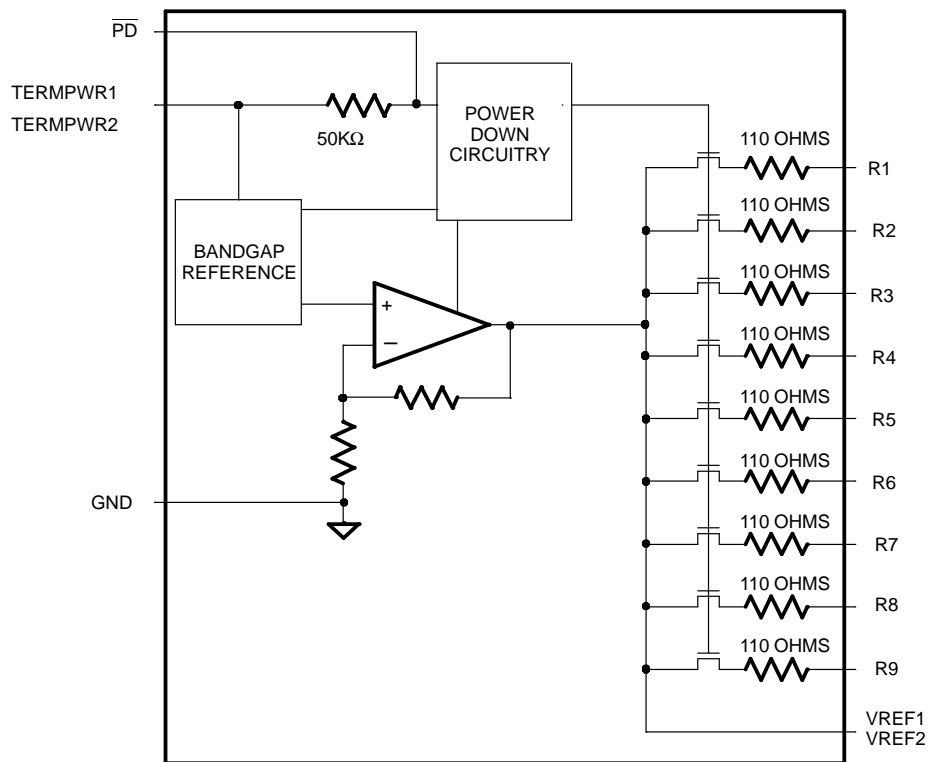 PD
TERMPWR1
TERMPWR2
50KΩ
POWER
DOWN
CIRCUITRY
BANDGAP
REFERENCE
+
−
GND
110 OHMS
R1
110 OHMS
R2
110 OHMS
R3
110 OHMS
R4
110 OHMS
R5
110 OHMS
R6
110 OHMS
R7
110 OHMS
R8
110 OHMS
R9
VREF1
VREF2